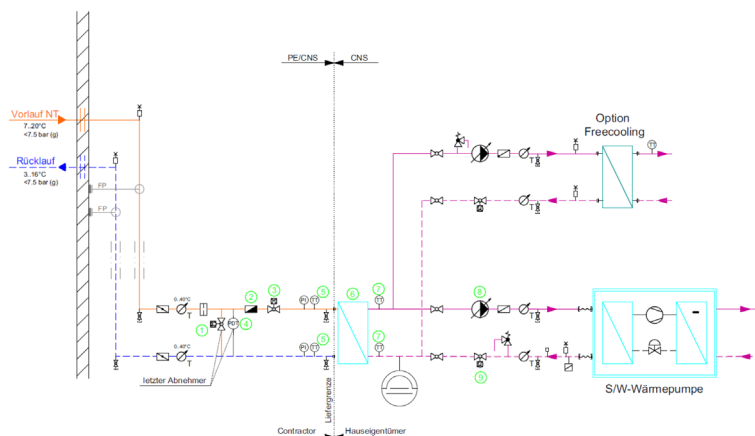 PE/CNS
CNS
Vorlauf NT
7..20°C
<7.5 bar (g)
Rücklauf
3...16°C
<7.5 bar (g)
FP
FP
Option
Freecooling
TT
T
T
0..40°C
T
1
2
3
PDT
4
PI
TT
5
6
7
TT
8
T
0..40°C
T
PI
TT
6
7
TT
9
T
letzter Abnehmer
Liefergrenze
S/W-Wärmepumpe
Contractor
Hauseigentümer